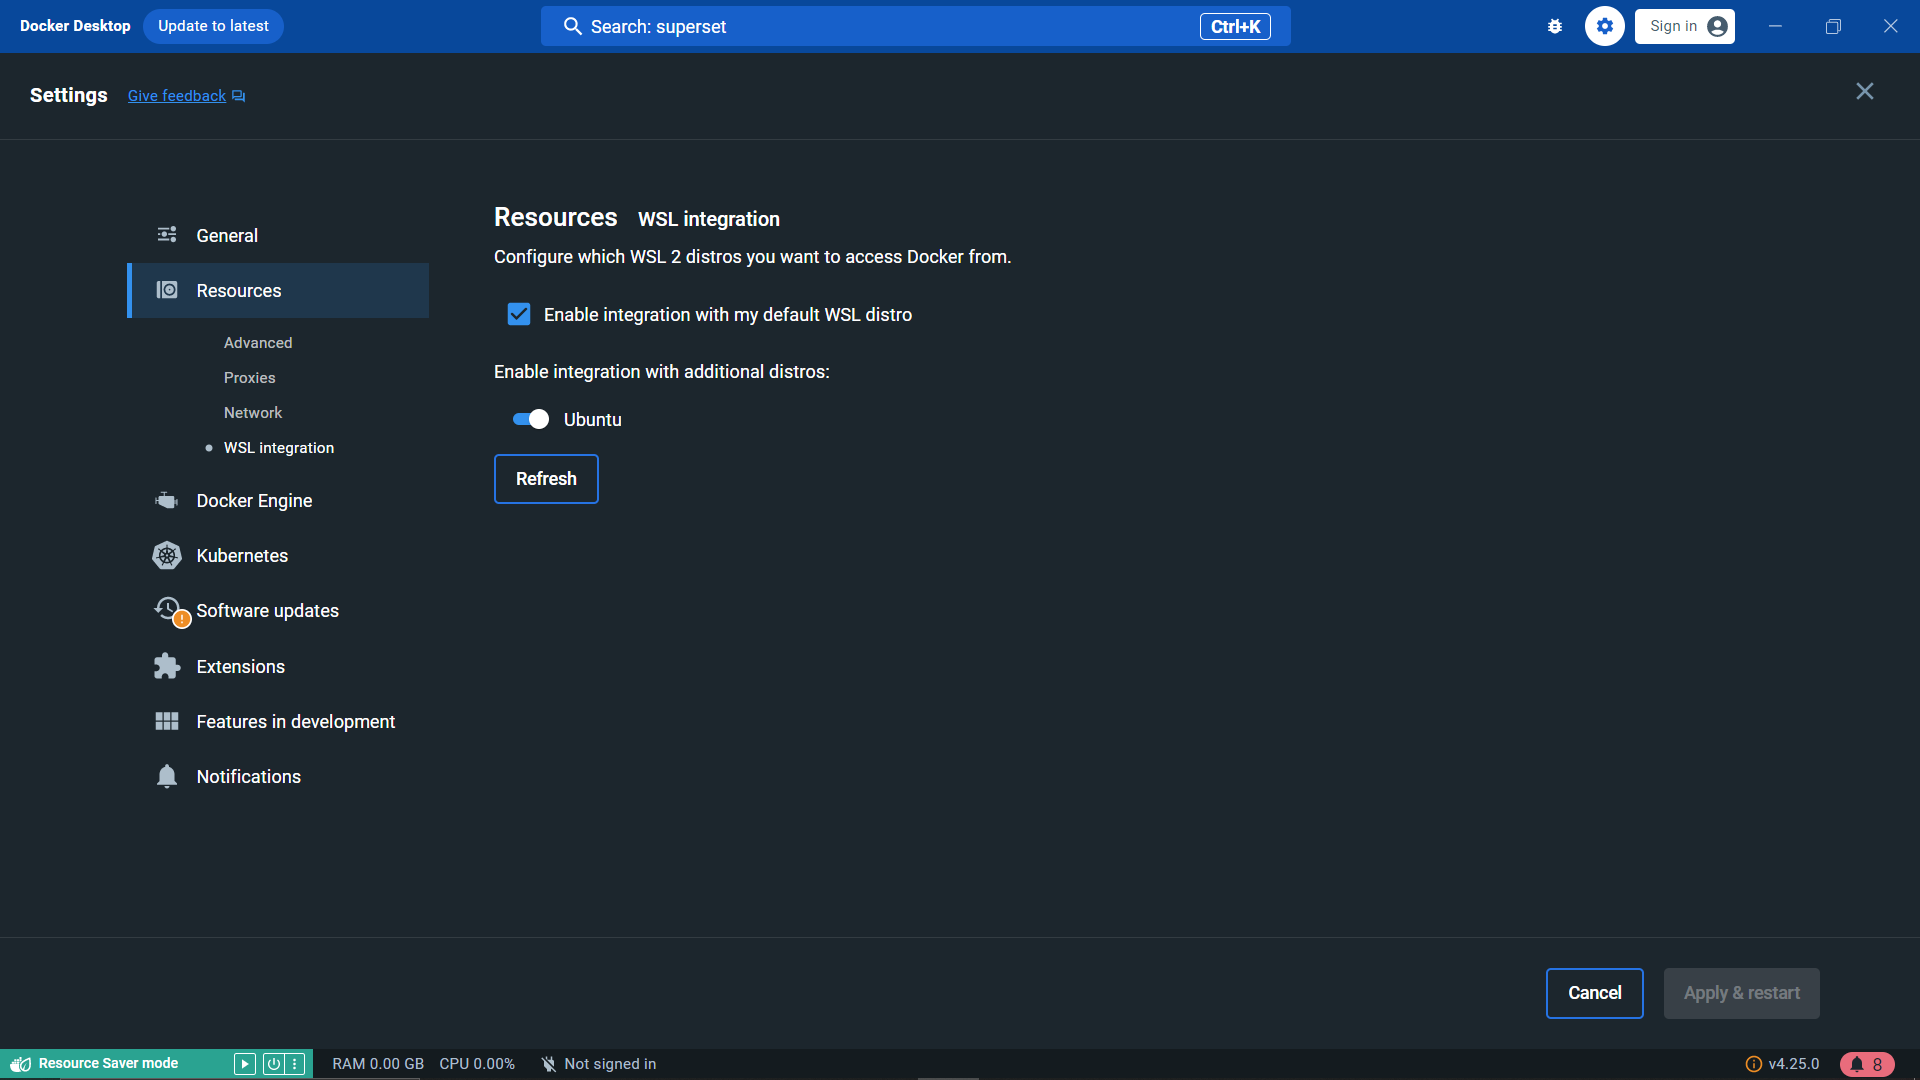 Docker Desktop
Update to latest
Search: superset
Ctrl+K
Sign in
Settings
Give feedback
General
Resources
Advanced
Proxies
Network
WSL integration
Docker Engine
Kubernetes
Software updates
Extensions
Features in development
Notifications
Resources WSL integration
Configure which WSL 2 distros you want to access Docker from.
Enable integration with my default WSL distro
Enable integration with additional distros:
Ubuntu
Refresh
Cancel
Apply & restart
Resource Saver mode
RAM 0.00 GB CPU 0.00%
Not signed in
v4.25.0
8